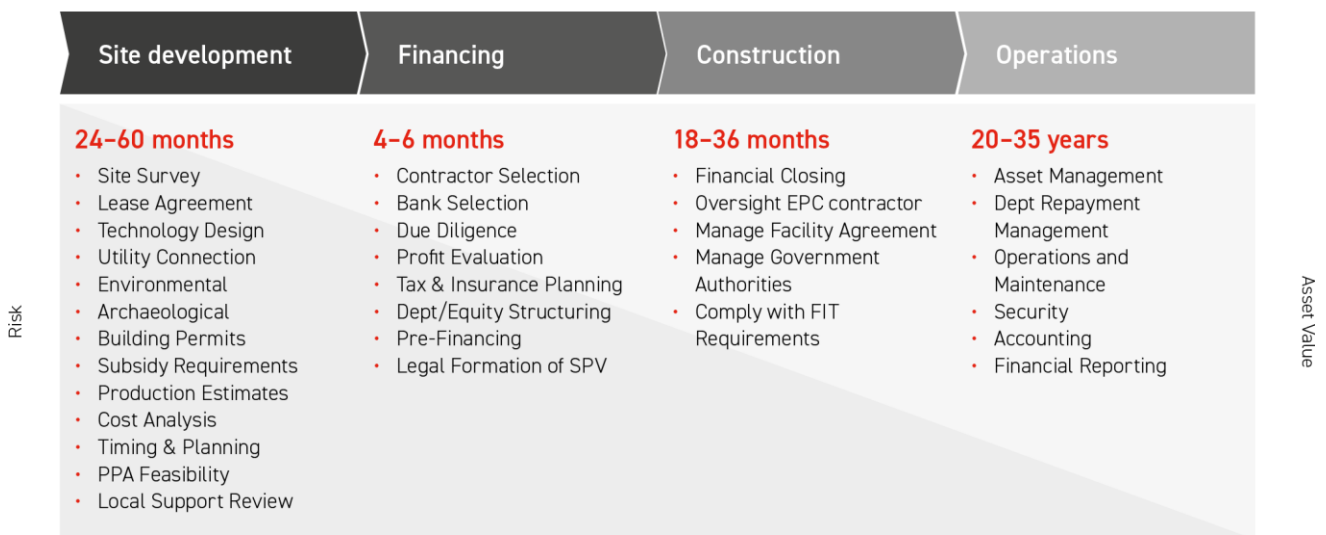 Site development
Financing
Construction
Operations
Risk
24–60 months
• Site Survey
• Lease Agreement
• Technology Design
• Utility Connection
• Environmental
• Archaeological
• Building Permits
• Subsidy Requirements
• Production Estimates
• Cost Analysis
• Timing & Planning
• PPA Feasibility
• Local Support Review
4–6 months
• Contractor Selection
• Bank Selection
• Due Diligence
• Profit Evaluation
• Tax & Insurance Planning
• Dept/Equity Structuring
• Pre-Financing
• Legal Formation of SPV
18–36 months
• Financial Closing
• Oversight EPC contractor
• Manage Facility Agreement
• Manage Government
Authorities
• Comply with FIT
Requirements
20–35 years
• Asset Management
• Dept Repayment
Management
• Operations and
Maintenance
• Security
• Accounting
• Financial Reporting
Asset Value